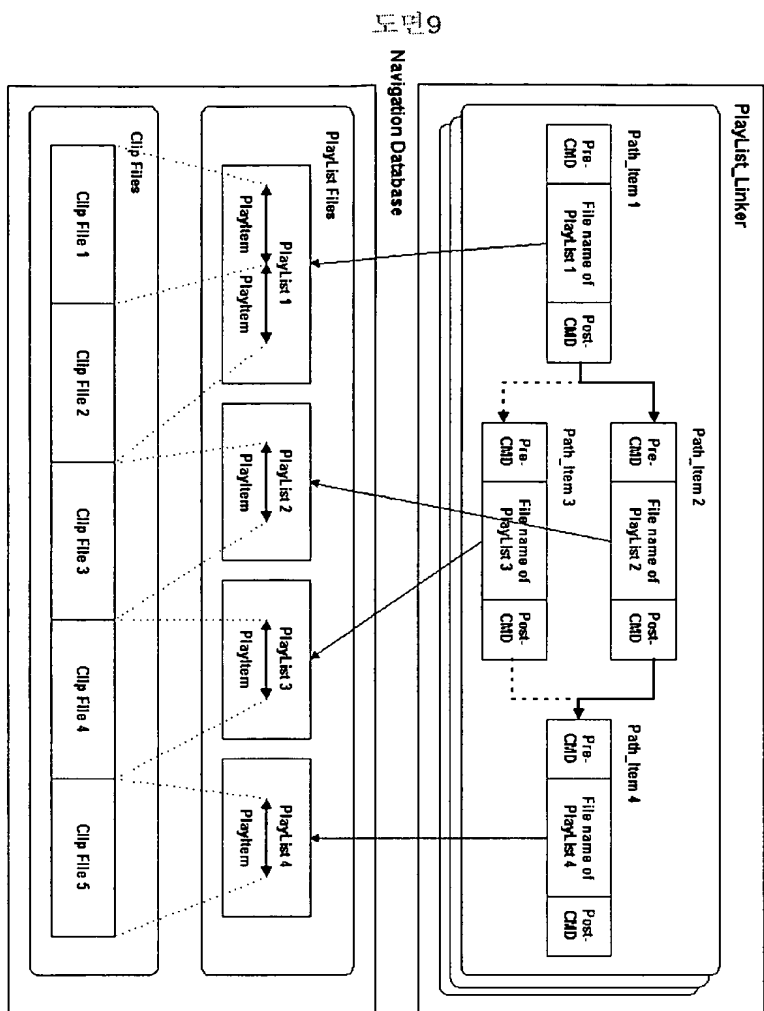 도면9
PlayList_Linker
Path_Item 1
Pre-
CMD
File name of
PlayList 1
Post-
CMD
Path_Item 2
Pre-
CMD
File name of
PlayList 2
Post-
CMD
Path_Item 3
Pre-
CMD
File name of
PlayList 3
Post-
CMD
Path_Item 4
Pre-
CMD
File name of
PlayList 4
Post-
CMD
Navigation Database
PlayList Files
PlayList 1
PlayItem
PlayItem
PlayList 2
PlayItem
PlayList 3
PlayItem
PlayList 4
PlayItem
Clip Files
Clip File 1
Clip File 2
Clip File 3
Clip File 4
Clip File 5